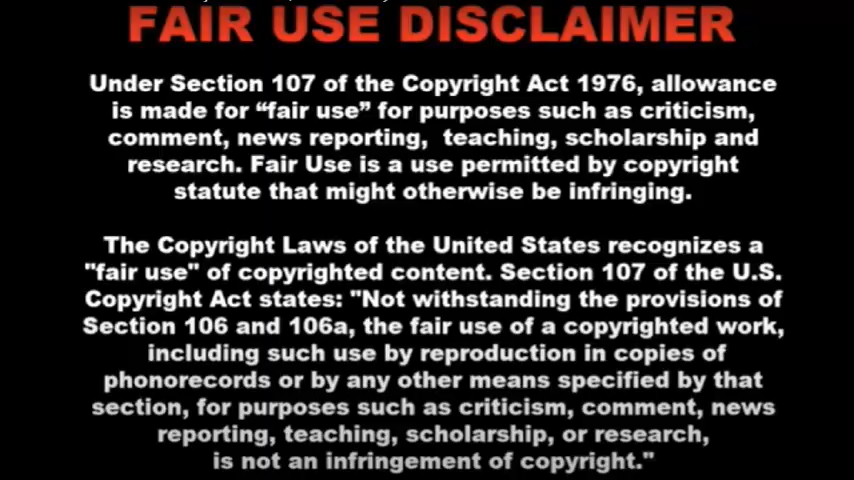 FAIR USE DISCLAIMER
Under Section 107 of the Copyright Act 1976, allowance
is made for “fair use” for purposes such as criticism,
comment, news reporting, teaching, scholarship and
research. Fair Use is a use permitted by copyright
statute that might otherwise be infringing.
The Copyright Laws of the United States recognizes a
"fair use" of copyrighted content. Section 107 of the U.S.
Copyright Act states: "Not withstanding the provisions of
Section 106 and 106a, the fair use of a copyrighted work,
including such use by reproduction in copies of
phonorecords or by any other means specified by that
section, for purposes such as criticism, comment, news
reporting, teaching, scholarship, or research,
is not an infringement of copyright."